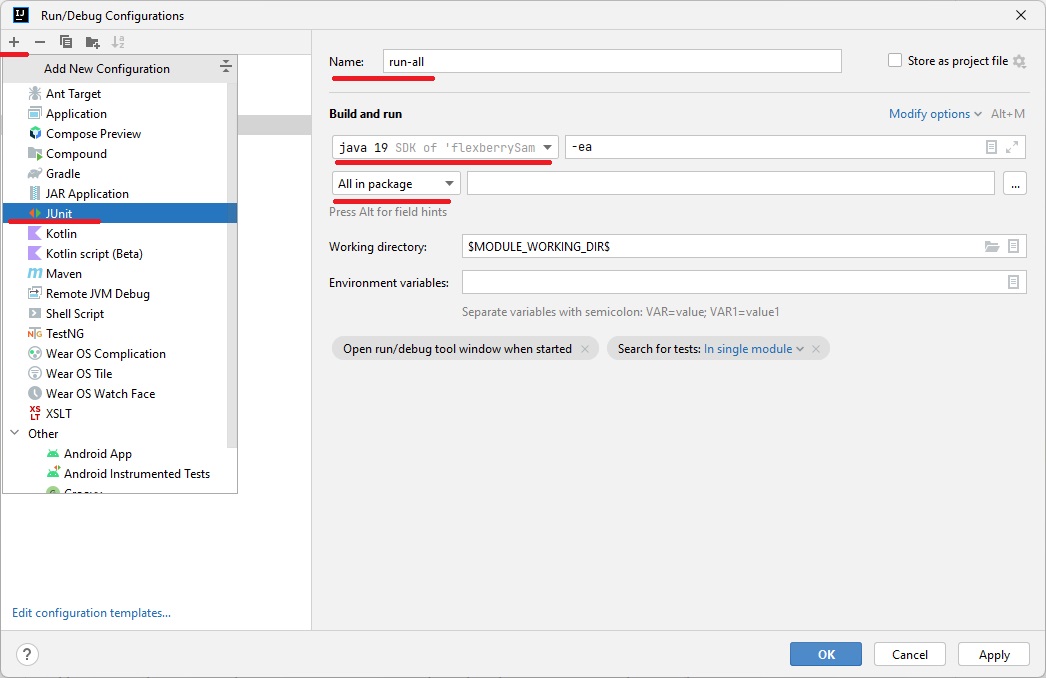 Run/Debug Configurations
Add New Configuration
Ant Target
Application
Compose Preview
Compound
Gradle
JAR Application
JUnit
Kotlin
Kotlin script (Beta)
Maven
Remote JVM Debug
Shell Script
TestNG
Wear OS Complication
Wear OS Tile
Wear OS Watch Face
XSLT
Other
Android App
Android Instrumented Tests
Edit configuration templates...
Name: run-all Store as project file
Build and run Modify options Alt+M
java 19 SDK of 'flexberrySam -ea
All in package ...
Press Alt for field hints
Working directory: $MODULE_WORKING_DIR$
Environment variables:
Separate variables with semicolon: VAR=value; VAR1=value1
Open run/debug tool window when started Search for tests: In single module
? OK Cancel Apply